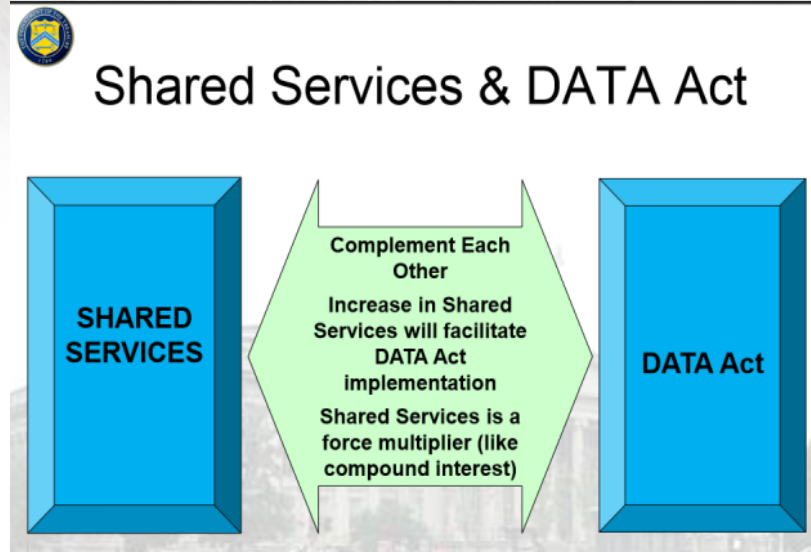 Shared Services & DATA Act
SHARED
SERVICES
Complement Each
Other
Increase in Shared
Services will facilitate
DATA Act
implementation
Shared Services is a
force multiplier (like
compound interest)
DATA Act